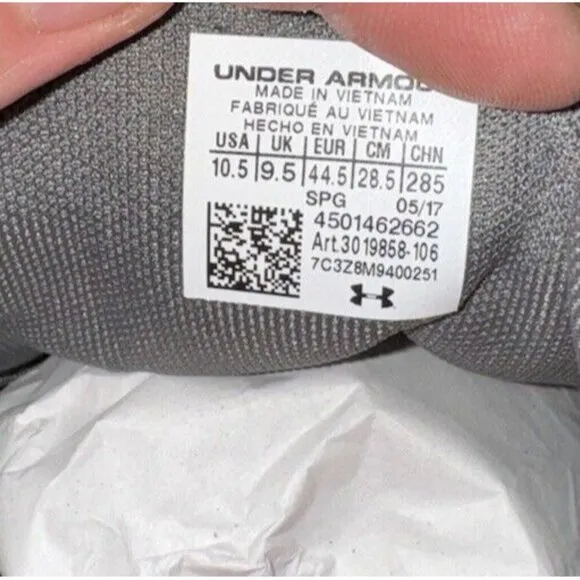 UNDER ARMOU
MADE IN VIETNAM
FABRIQUÉ AU VIETNAM
HECHO EN VIETNAM
USA UK EUR CM CHN
10.5 9.5 44.5 28.5 285
SPG 05/17
4501462662
Art.3019858-106
7C3Z8M9400251